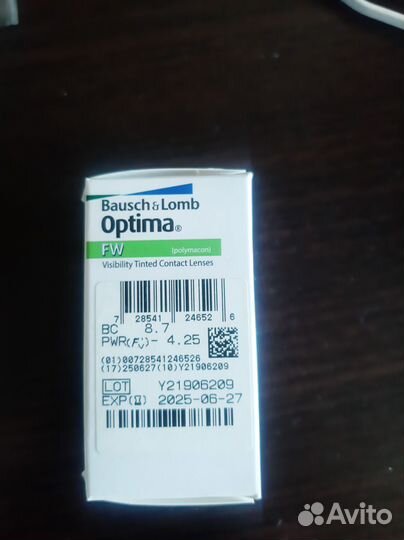 Bausch & Lomb
Optima®
FW (polymacon)
Visibility Tinted Contact Lenses
7 28541 24652 6
BC 8.7
PWR - 4.25
(01)00728541246526
(17)250627(10)Y21906209
LOT Y21906209
EXP 2025-06-27
Avito